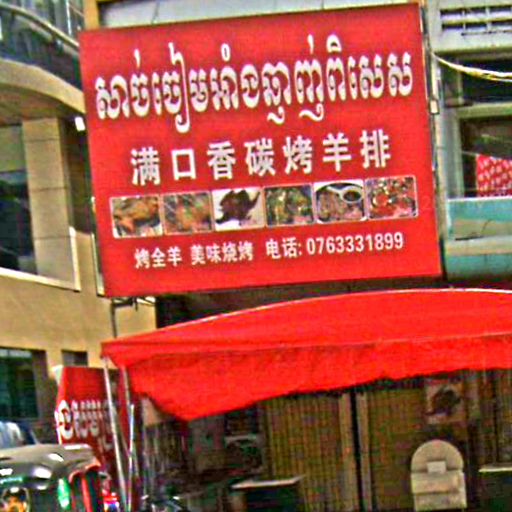 សាច់ចៀមអាំងឆ្ងាញ់ពិសេស
满口香碳烤羊排
烤全羊 美味烧烤 电话: 0763331899